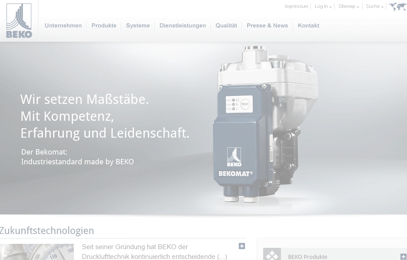 Impressum | Log in | Sitemap | Suche
BEKO
Unternehmen | Produkte | Systeme | Dienstleistungen | Qualität | Presse & News | Kontakt
Wir setzen Maßstäbe.
Mit Kompetenz,
Erfahrung und Leidenschaft.
Der Bekomat:
Industriestandard made by BEKO
BEKO
BEKOMAT®
Zukunftstechnologien
Seit seiner Gründung hat BEKO der
Drucklufttechnik kontinuierlich entscheidende (...)
BEKO Produkte